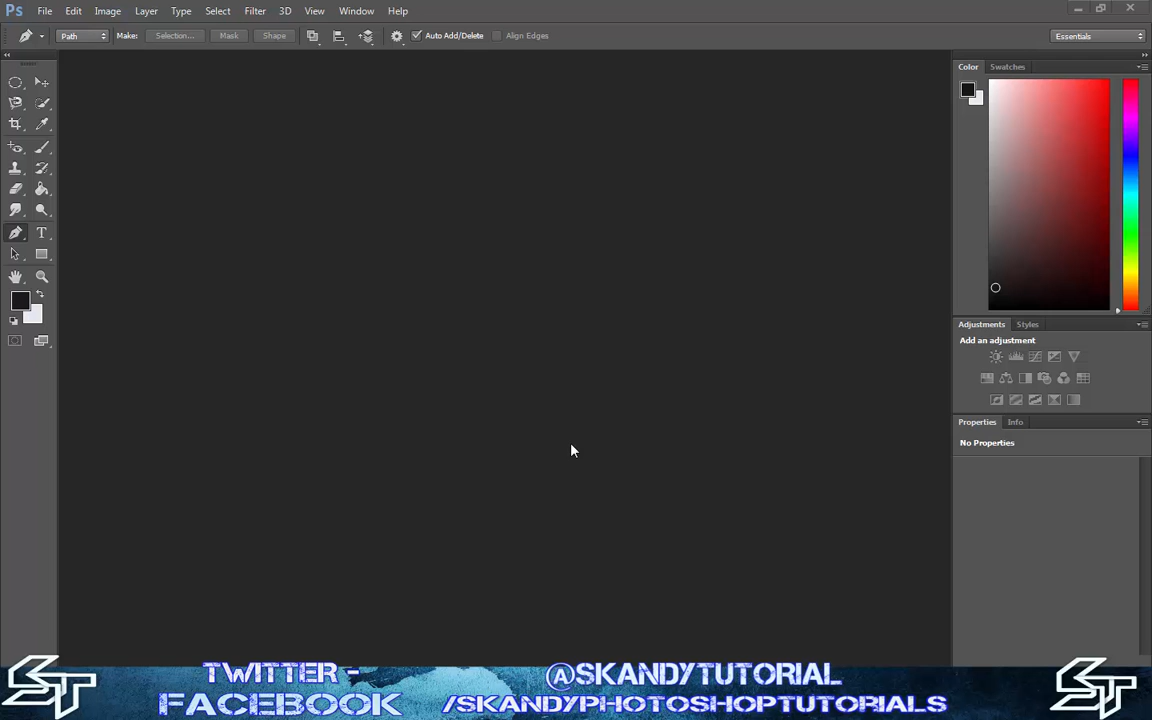 Ps File Edit Image Layer Type Select Filter 3D View Window Help
Path Make: Selection... Mask Shape Auto Add/Delete Align Edges Essentials
Color Swatches
T
Adjustments Styles
Add an adjustment
Properties Info
No Properties
TWITTER - @SKANDYTUTORIAL
FACEBOOK /SKANDYPHOTOSHOPTUTORIALS
ST ST